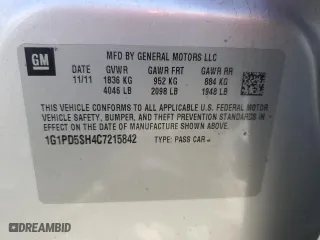 GM
MFD BY GENERAL MOTORS LLC
11/11 GVWR GAWR FRT GAWR RR
1836 KG 952 KG 884 KG
4046 LB 2098 LB 1948 LB
THIS VEHICLE CONFORMS TO ALL APPLICABLE U.S. FEDERAL MOTOR
VEHICLE SAFETY, BUMPER, AND THEFT PREVENTION STANDARDS
IN EFFECT ON THE DATE OF MANUFACTURE SHOWN ABOVE.
1G1PD5SH4C7215842 TYPE: PASS CAR
DEALERSHIP